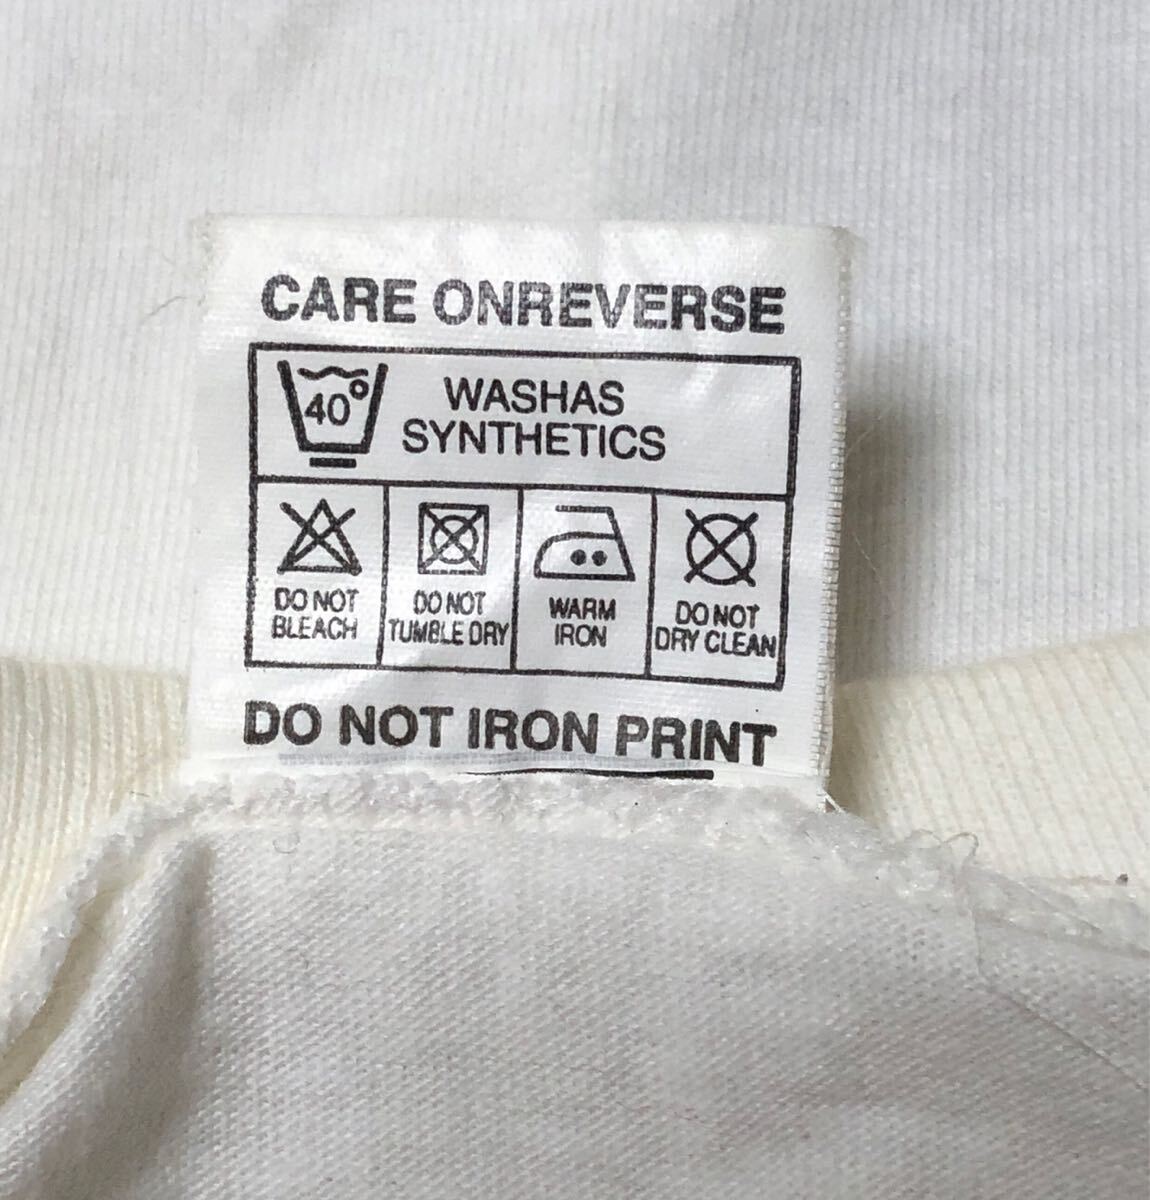 CARE ONREVERSE
40° WASHAS
SYNTHETICS
DO NOT
BLEACH
DO NOT
TUMBLE DRY
WARM
IRON
DO NOT
DRY CLEAN
DO NOT IRON PRINT